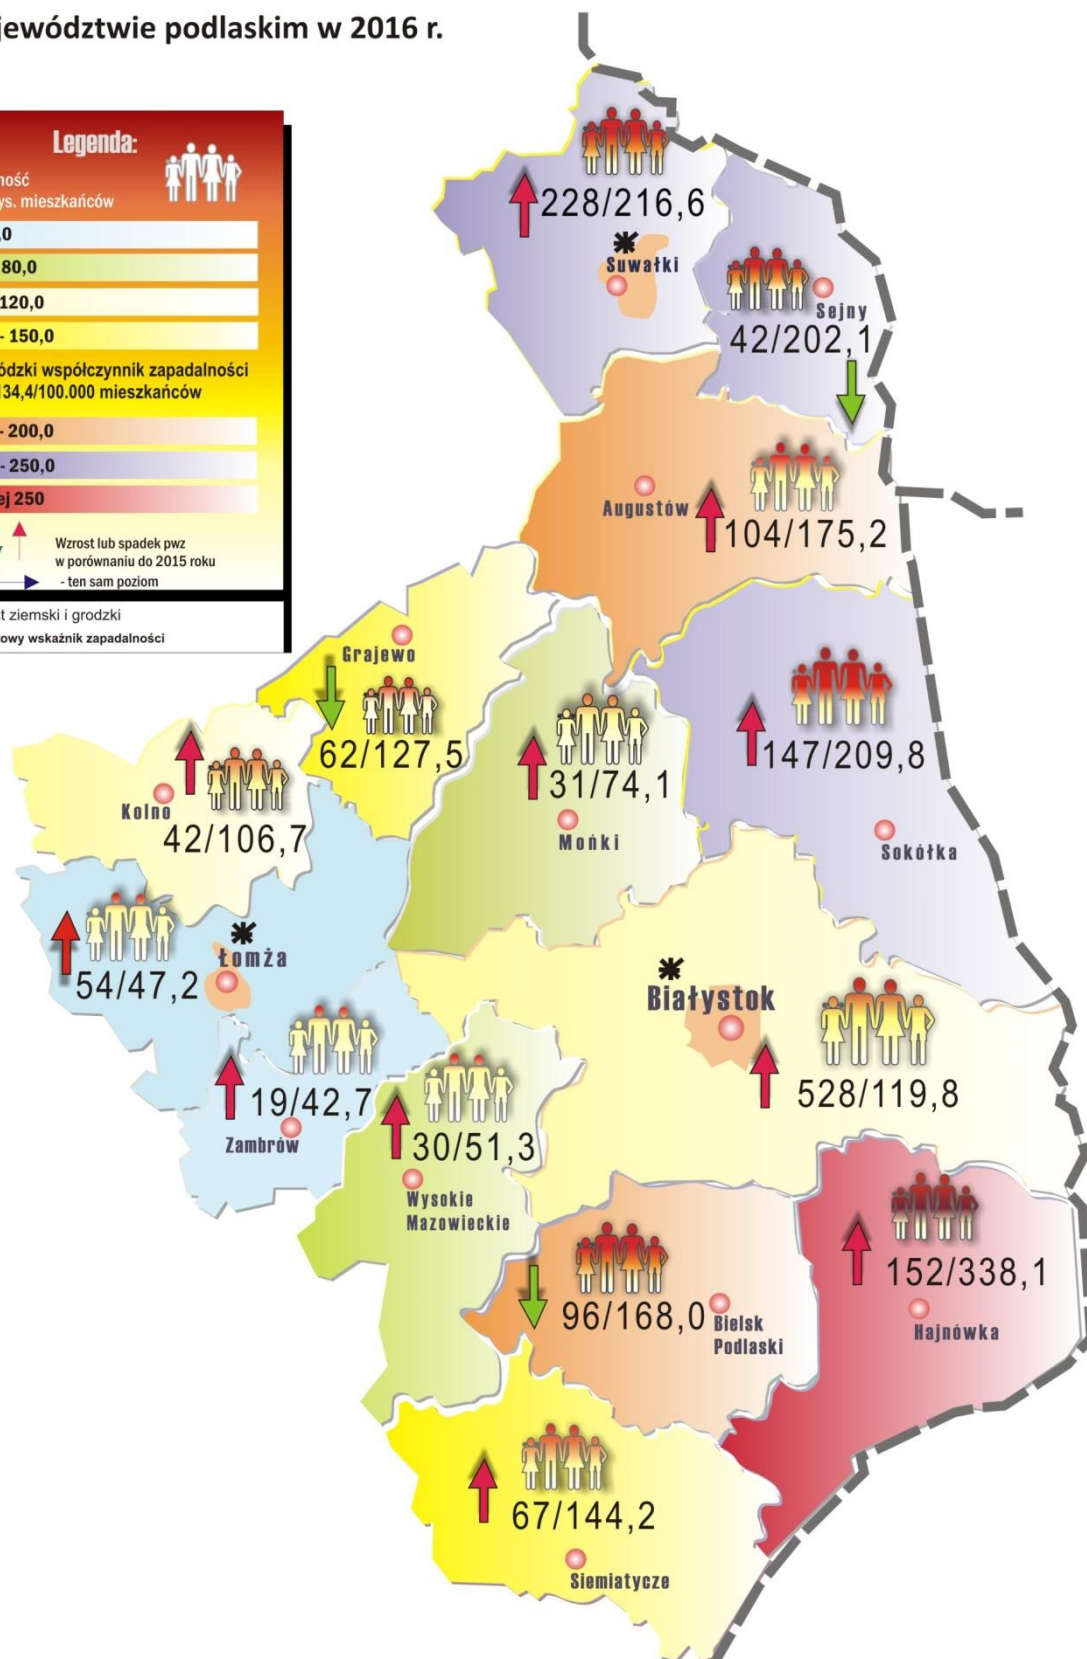 jewództwie podlaskim w 2016 r.
Legenda:
ność
ys. mieszkańców
,0
80,0
120,0
- 150,0
ódzki współczynnik zapadalności
134,4/100.000 mieszkańców
- 200,0
- 250,0
ej 250
Wzrost lub spadek pwz
w porównaniu do 2015 roku
- ten sam poziom
t ziemski i grodzki
towy wskaźnik zapadalności
228/216,6
Suwałki
Sejny
42/202,1
Augustów
104/175,2
Grajewo
62/127,5
31/74,1
Mońki
147/209,8
Sokółka
Kolno
42/106,7
Łomża
54/47,2
Białystok
528/119,8
19/42,7
Zambrów
30/51,3
Wysokie
Mazowieckie
152/338,1
Hajnówka
96/168,0
Bielsk
Podlaski
67/144,2
Siemiatycze